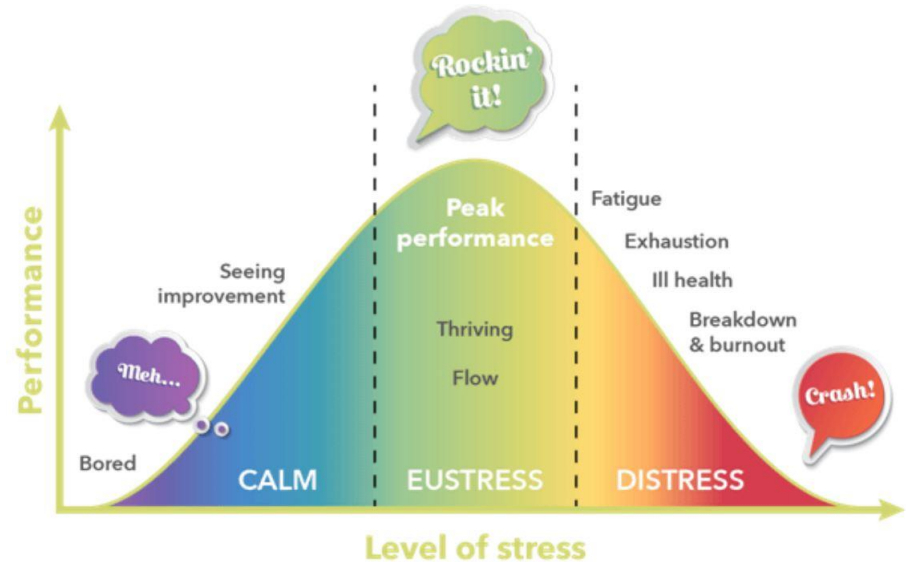 Rockin'
it!
Peak
performance
Fatigue
Exhaustion
Seeing
improvement
Ill health
Breakdown
& burnout
Thriving
Flow
Meh...
Crash!
Bored
CALM
EUSTRESS
DISTRESS
Performance
Level of stress